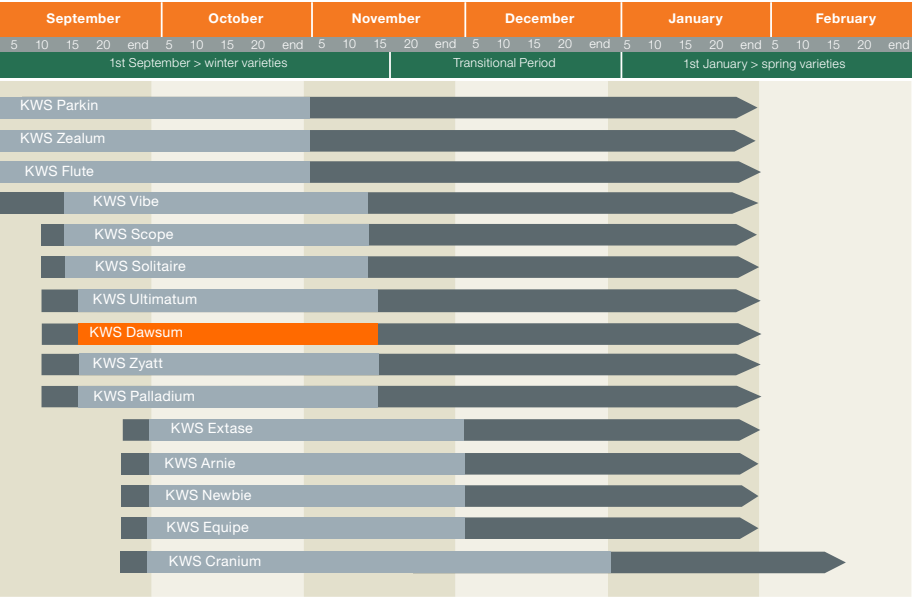 September October November December January February
5 10 15 20 end 5 10 15 20 end 5 10 15 20 end 5 10 15 20 end 5 10 15 20 end 5 10 15 20 end
1st September > winter varieties Transitional Period 1st January > spring varieties
KWS Parkin
KWS Zealum
KWS Flute
KWS Vibe
KWS Scope
KWS Solitaire
KWS Ultimatum
KWS Dawsum
KWS Zyatt
KWS Palladium
KWS Extase
KWS Arnie
KWS Newbie
KWS Equipe
KWS Cranium